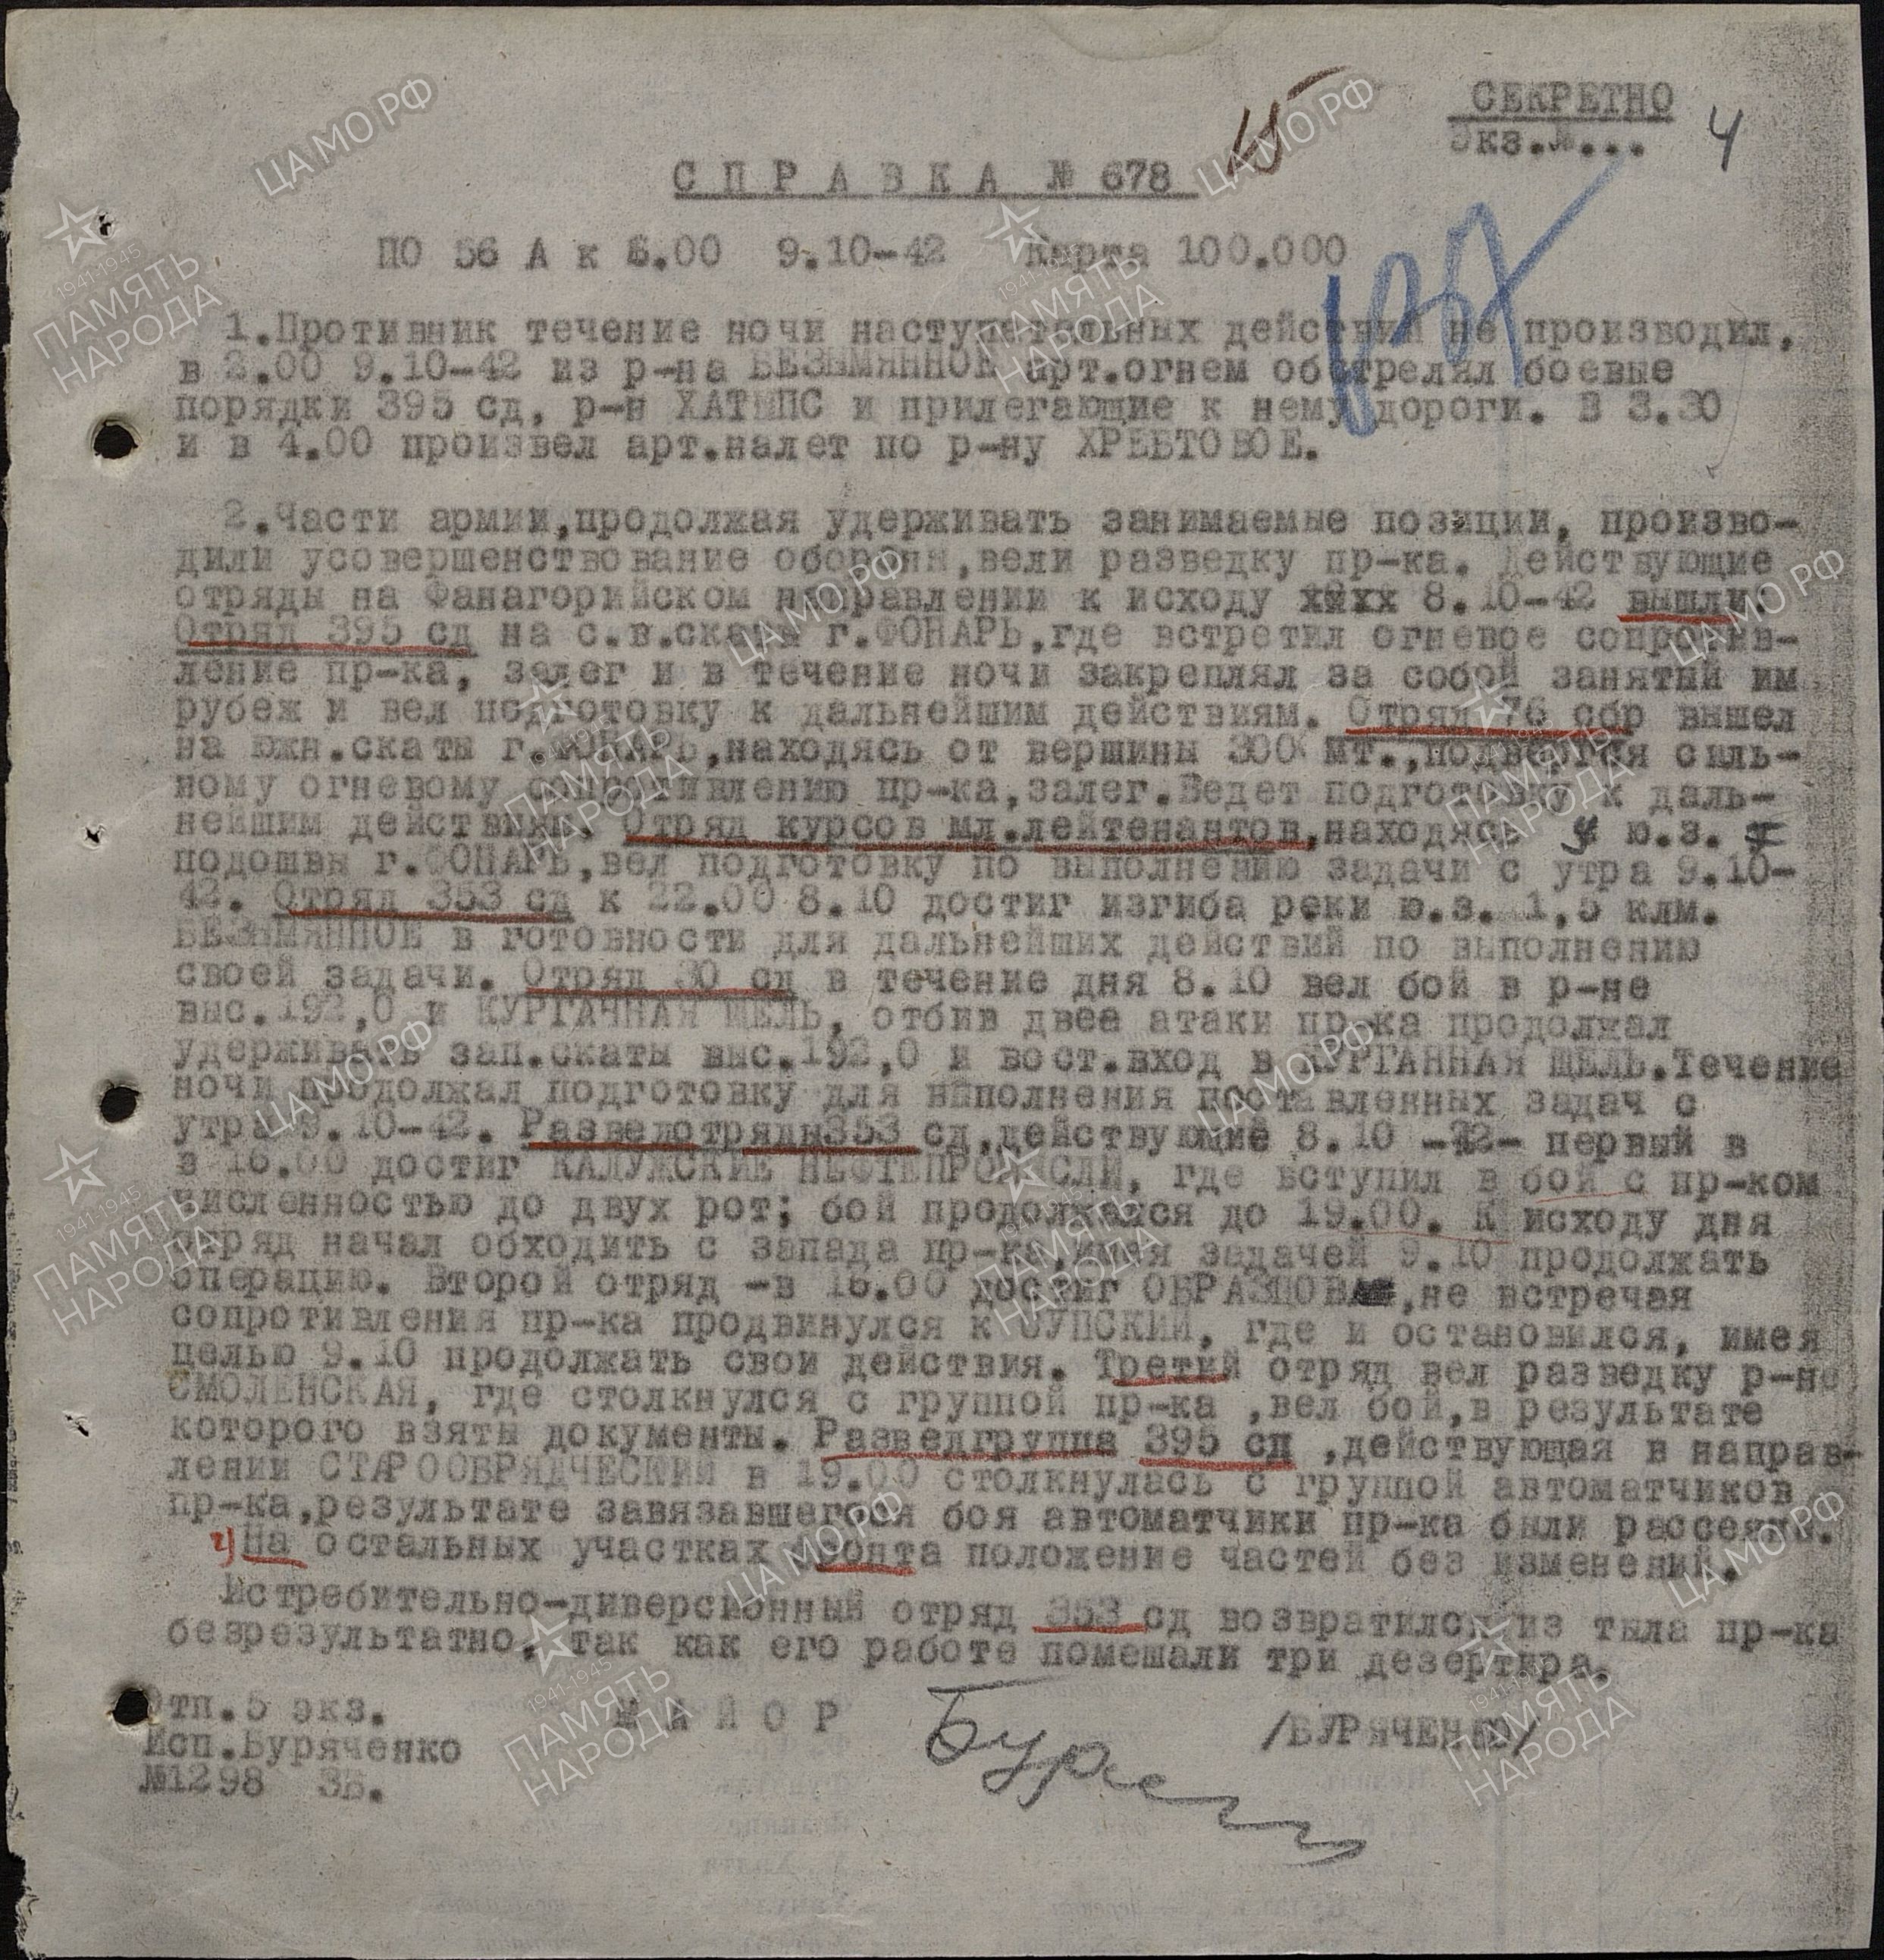 СЕКРЕТНО
Экз.№... 4
С П Р А В К А № 678
ПО 56 А к 6.00 9.10-42 Карта 100.000
1.Противник течение ночи наступательных действий не производил.
в 2.00 9.10-42 из р-на БЕЗЫМЯННОЕ арт.огнем обстрелял боевые
порядки 395 сд, р-н ХАТЫПС и прилегающие к нему дороги. В 3.30
и в 4.00 произвел арт.налет по р-ну ХРЕБТОВОЕ.
2.Части армии,продолжая удерживать занимаемые позиции, произво-
дили усовершенствование обороны,вели разведку пр-ка. Действующие
отряды на Фанагорийском направлении к исходу 8.10-42 вышли:
Отряд 395 сд на с.в.скаты г.ФОНАРЬ,где встретил огневое сопротив-
ление пр-ка, залег и в течение ночи закреплял за собой занятый им
рубеж и вел подготовку к дальнейшим действиям. Отряд 76 сбр вышел
на южн.скаты г.ФОНАРЬ,находясь от вершины 300 мт.,подвергся силь-
ному огневому сопротивлению пр-ка,залег.Ведет подготовку к даль-
нейшим действиям. Отряд курсов мл.лейтенантов,находясь у ю.з.
подошвы г.ФОНАРЬ,вел подготовку по выполнению задачи с утра 9.10-
42. Отряд 353 сд к 22.00 8.10 достиг изгиба реки ю.з. 1,5 клм.
БЕЗЫМЯННОЕ в готовности для дальнейших действий по выполнению
своей задачи. Отряд 30 сд в течение дня 8.10 вел бой в р-не
выс.192,0 и КУРГАЧНАЯ ЩЕЛЬ, отбив двее атаки пр-ка продолжал
удерживать зап.скаты выс.192,0 и вост.вход в КУРГАННАЯ ЩЕЛЬ.Течение
ночи продолжал подготовку для выполнения поставленных задач с
утра 9.10-42. Разведотряды353 сд,действующие 8.10 -42- первый в
в 16.00 достиг КАЛУЖСКИЕ НЕФТЕПРОМЫСЛЫ, где вступил в бой с пр-ком
численностью до двух рот; бой продолжался до 19.00. К исходу дня
отряд начал обходить с запада пр-ка,имея задачей 9.10 продолжать
операцию. Второй отряд -в 16.00 достиг ОБРАЗЦОВ,не встречая
сопротивления пр-ка продвинулся к СУПСКИЙ, где и остановился, имея
целью 9.10 продолжать свои действия. Третий отряд вел разведку р-не
СМОЛЕНСКАЯ, где столкнулся с группой пр-ка ,вел бой,в результате
которого взяты документы. Разведгруппа 395 сд ,действующая в направ-
лении СТАРООБРЯДЧЕСКИЙ в 19.00 столкнулась с группой автоматчиков
пр-ка,результате завязавшегося боя автоматчики пр-ка были рассеяны.
На остальных участках фронта положение частей без изменений.
Истребительно-диверсионный отряд 353 сд возвратился из тыла пр-ка
безрезультатно, так как его работе помешали три дезертира.
Отп.5 экз.
М А Й О Р /БУРЯЧЕНКО/
Исп.Буряченко
№1298 ЗБ.
ЦА МО РФ
1941-1945
ПАМЯТЬ
НАРОДА